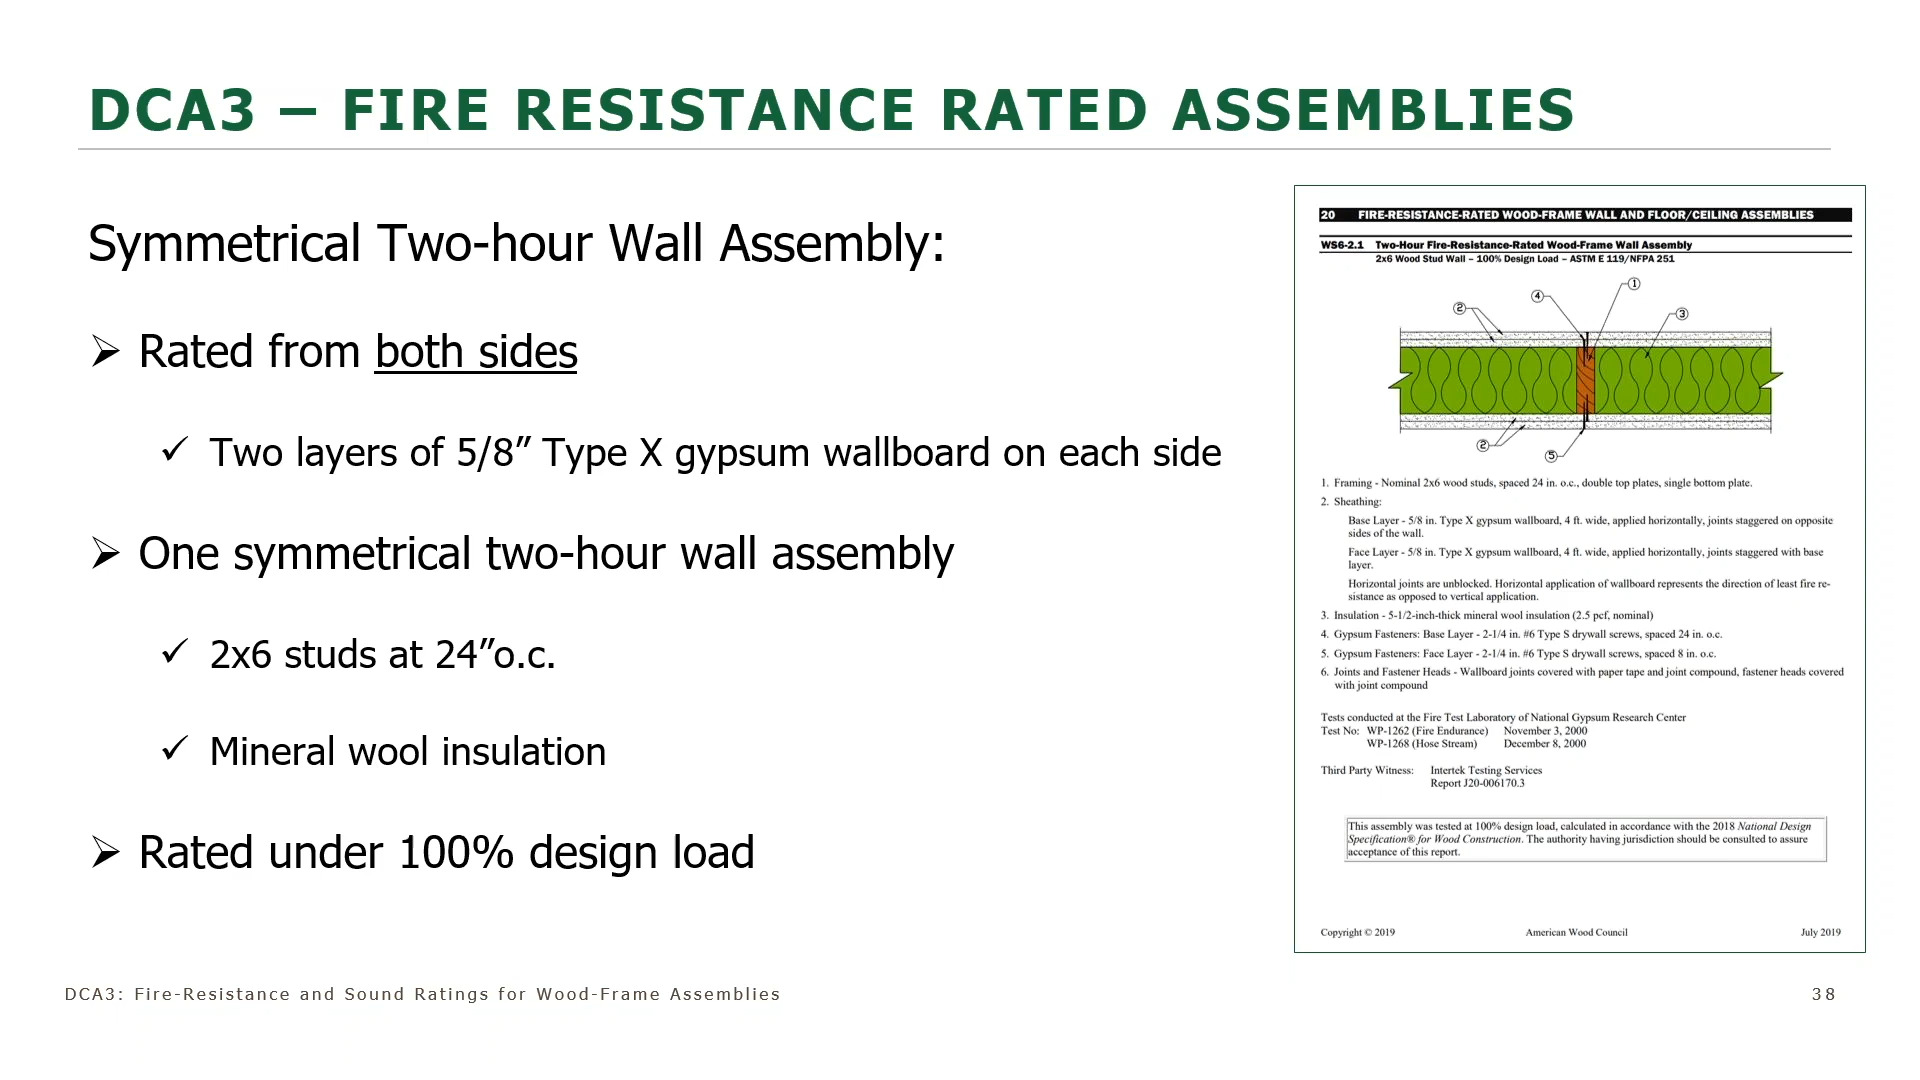 DCA3 – FIRE RESISTANCE RATED ASSEMBLIES
Symmetrical Two-hour Wall Assembly:
➢ Rated from both sides
✓ Two layers of 5/8” Type X gypsum wallboard on each side
➢ One symmetrical two-hour wall assembly
✓ 2x6 studs at 24”o.c.
✓ Mineral wool insulation
➢ Rated under 100% design load
20 FIRE-RESISTANCE-RATED WOOD-FRAME WALL AND FLOOR/CEILING ASSEMBLIES
WS6-2.1 Two-Hour Fire-Resistance-Rated Wood-Frame Wall Assembly
2x6 Wood Stud Wall – 100% Design Load – ASTM E 119/NFPA 251
1
4
2
3
2
5
1. Framing - Nominal 2x6 wood studs, spaced 24 in. o.c., double top plates, single bottom plate.
2. Sheathing:
Base Layer - 5/8 in. Type X gypsum wallboard, 4 ft. wide, applied horizontally, joints staggered on opposite
sides of the wall.
Face Layer - 5/8 in. Type X gypsum wallboard, 4 ft. wide, applied horizontally, joints staggered with base
layer.
Horizontal joints are unblocked. Horizontal application of wallboard represents the direction of least fire re-
sistance as opposed to vertical application.
3. Insulation - 5-1/2-inch-thick mineral wool insulation (2.5 pcf, nominal)
4. Gypsum Fasteners: Base Layer - 2-1/4 in. #6 Type S drywall screws, spaced 24 in. o.c.
5. Gypsum Fasteners: Face Layer - 2-1/4 in. #6 Type S drywall screws, spaced 8 in. o.c.
6. Joints and Fastener Heads - Wallboard joints covered with paper tape and joint compound, fastener heads covered
with joint compound
Tests conducted at the Fire Test Laboratory of National Gypsum Research Center
Test No: WP-1262 (Fire Endurance) November 3, 2000
WP-1268 (Hose Stream) December 8, 2000
Third Party Witness: Intertek Testing Services
Report J20-006170.3
This assembly was tested at 100% design load, calculated in accordance with the 2018 National Design
Specification® for Wood Construction. The authority having jurisdiction should be consulted to assure
acceptance of this report.
Copyright © 2019 American Wood Council July 2019
DCA3: Fire-Resistance and Sound Ratings for Wood-Frame Assemblies
38